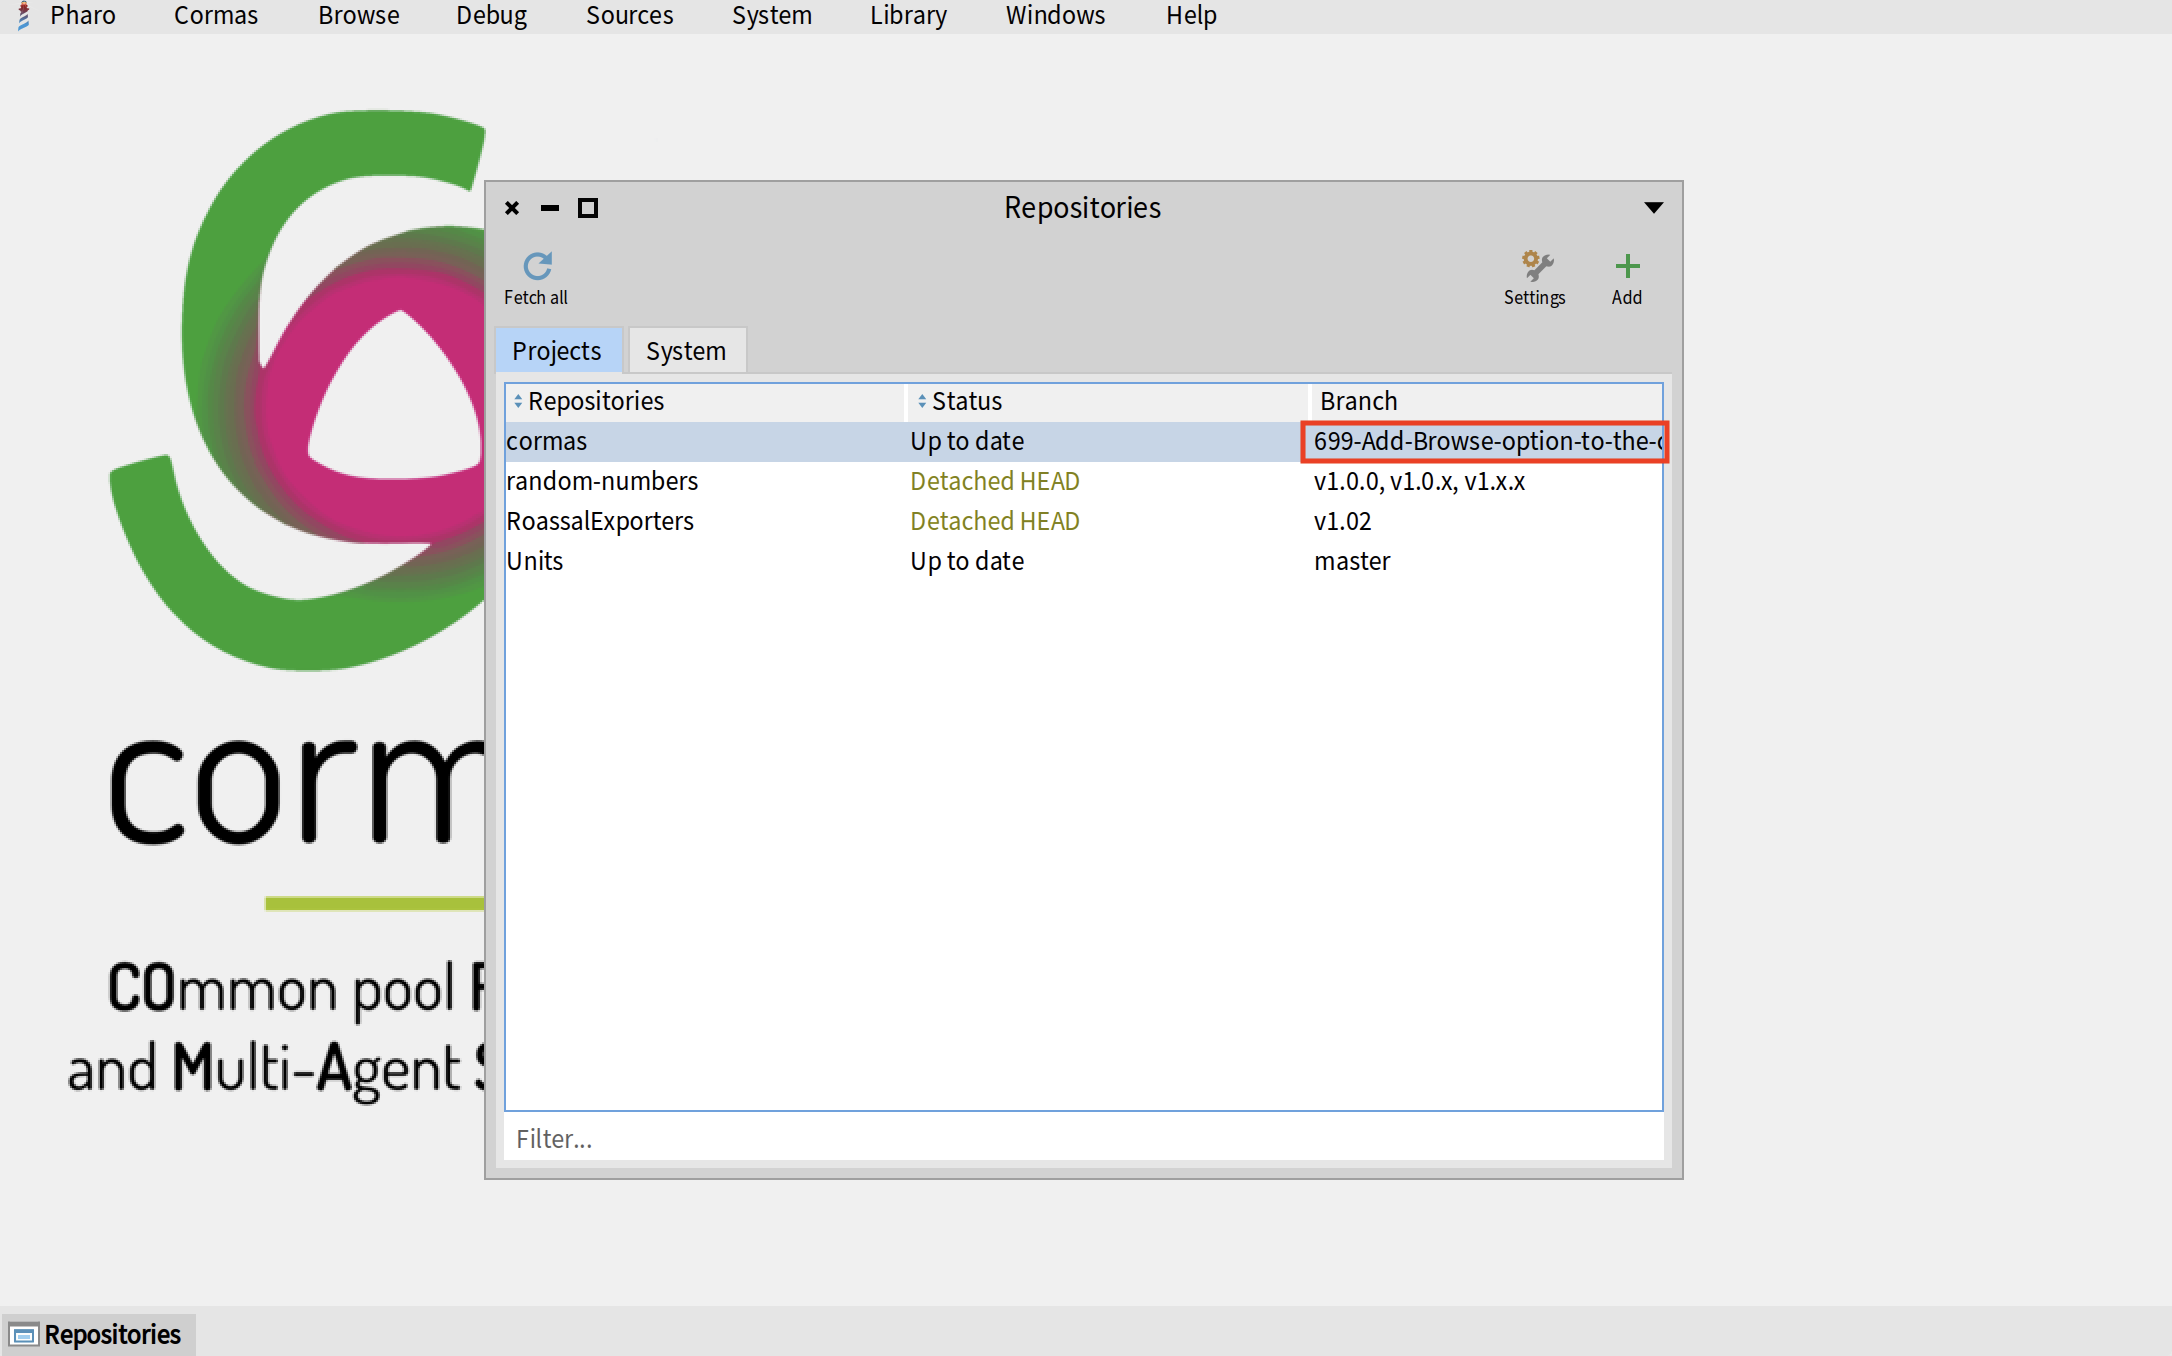 Pharo Cormas Browse Debug Sources System Library Windows Help
Repositories
Fetch all Settings Add
Projects System
Repositories Status Branch
cormas Up to date 699-Add-Browse-option-to-the-
random-numbers Detached HEAD v1.0.0, v1.0.x, v1.x.x
RoassalExporters Detached HEAD v1.02
Units Up to date master
Filter...
corm
COmmon pool
and Multi-Agent
Repositories